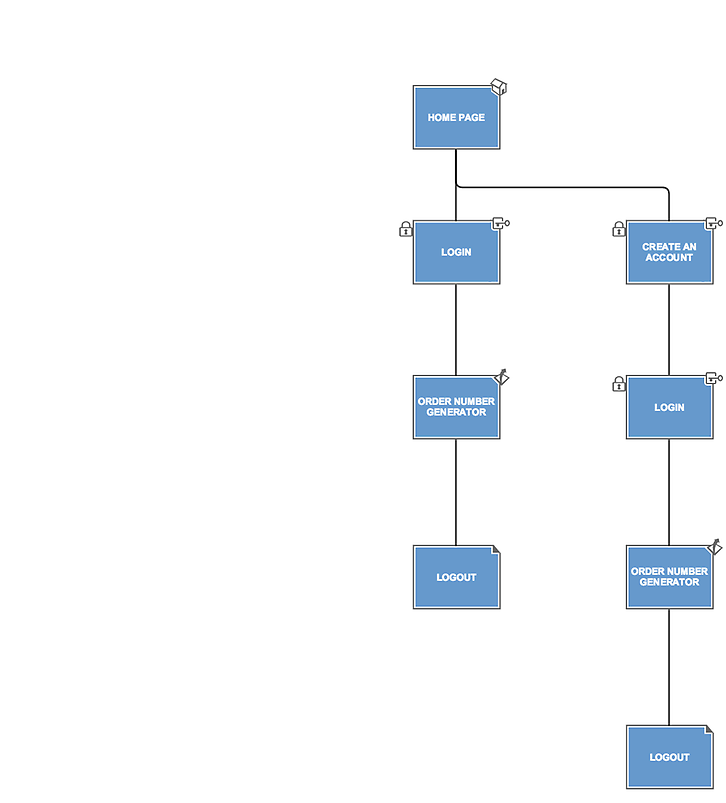 HOME PAGE
LOGIN
CREATE AN
ACCOUNT
ORDER NUMBER
GENERATOR
LOGIN
LOGOUT
ORDER NUMBER
GENERATOR
LOGOUT